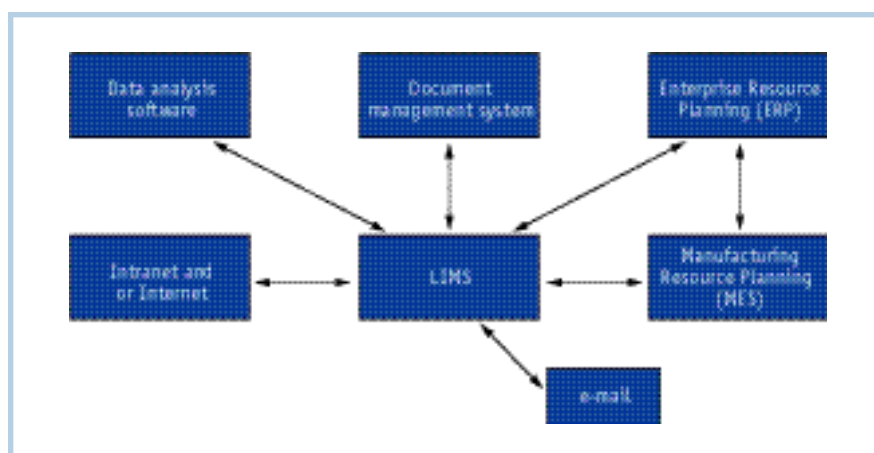 Data analysis
software
Document
management system
Enterprise Resource
Planning (ERP)
Intranet and
or Internet
LIMS
Manufacturing
Resource Planning
(MES)
e-mail